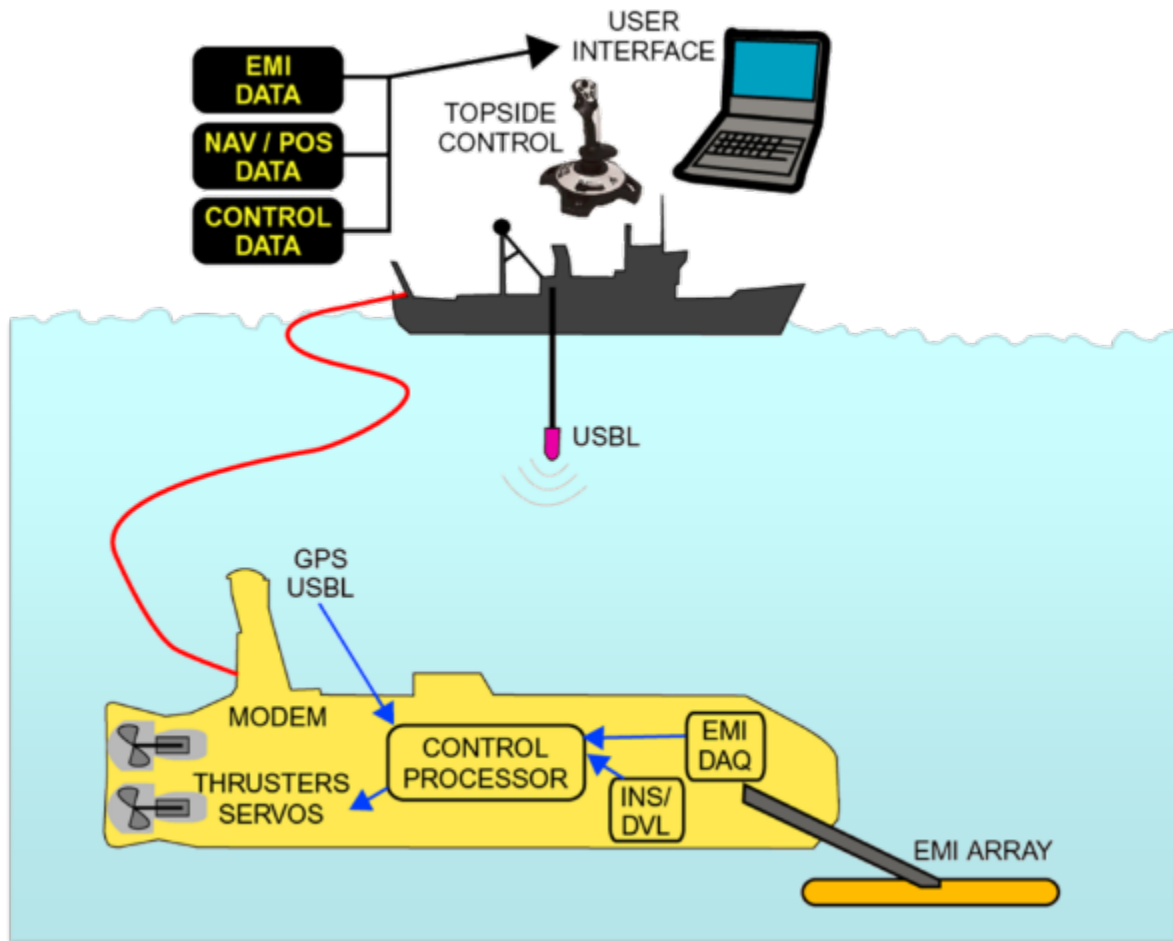 USER
INTERFACE
EMI
DATA
TOPSIDE
CONTROL
NAV / POS
DATA
CONTROL
DATA
USBL
GPS
USBL
MODEM
CONTROL
PROCESSOR
EMI
DAQ
THRUSTERS
SERVOS
INS/
DVL
EMI ARRAY